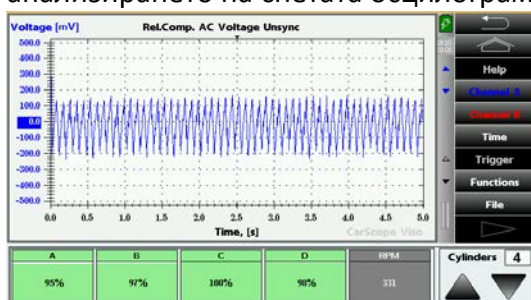 анализирането на снетата осцилограм
Voltage [mV] Rel.Comp. AC Voltage Unsync
500.0
400.0
300.0
200.0
100.0
0.0
-100.0
-200.0
-300.0
-400.0
-500.0
0.0 0.5 1.0 1.5 2.0 2.5 3.0 3.5 4.0 4.5 5.0
Time, [s] CarScope Viso
Help
Channel A
Channel B
Time
Trigger
Functions
File
A B C D RPM Cylinders 4
95% 97% 100% 98% 331